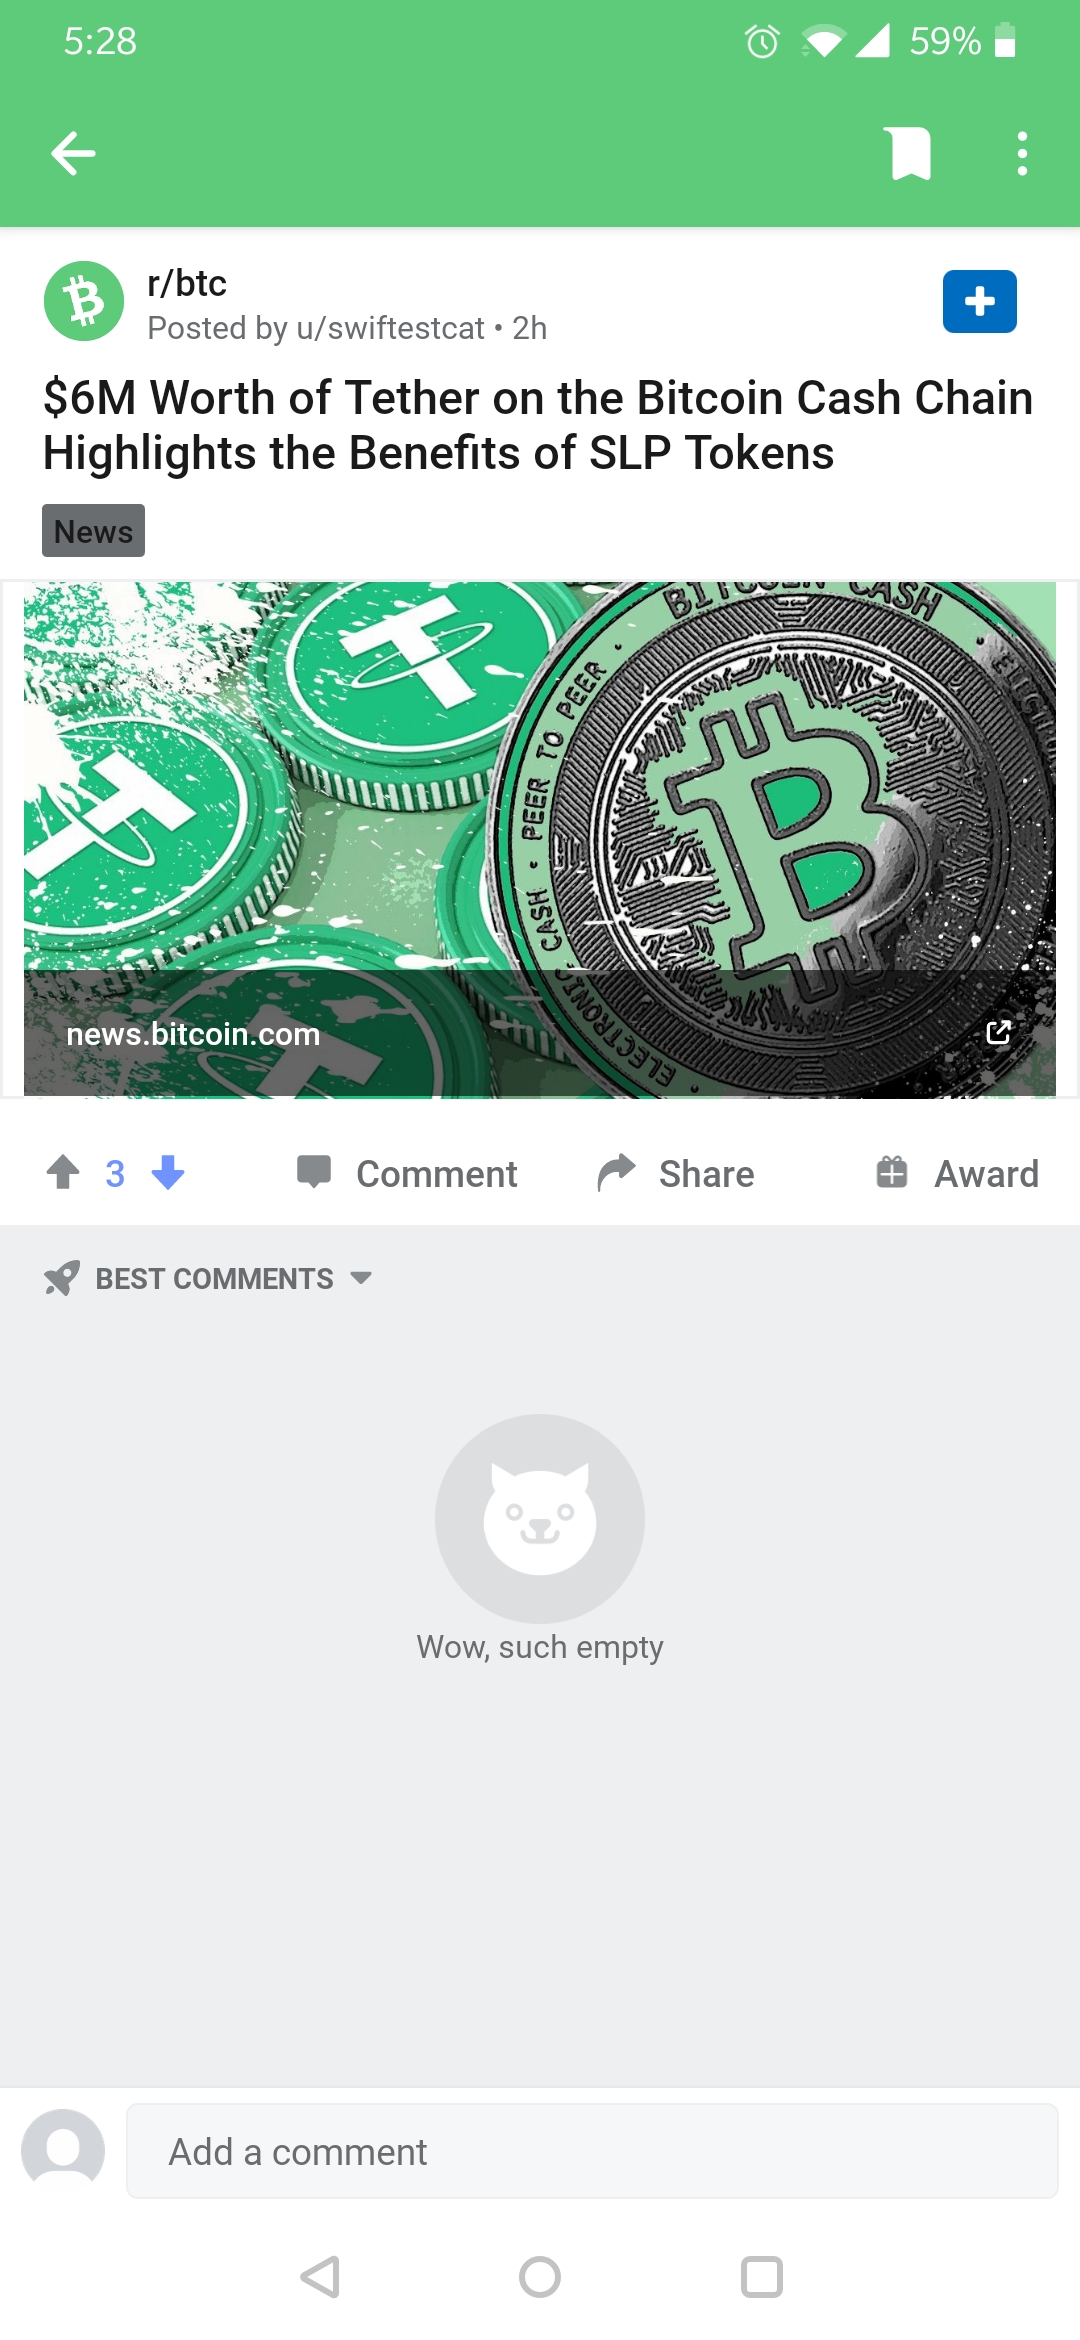 5:28
59%
r/btc
Posted by u/swiftestcat • 2h
$6M Worth of Tether on the Bitcoin Cash Chain
Highlights the Benefits of SLP Tokens
News
BITCOIN CASH
CASH • PEER TO PEER •
ELECTRONIC
news.bitcoin.com
3
Comment
Share
Award
BEST COMMENTS
Wow, such empty
Add a comment